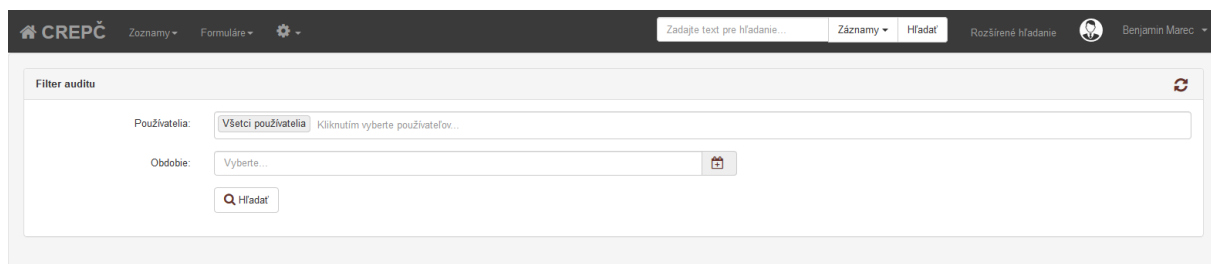 CREPČ Zoznamy Formuláre Zadajte text pre hľadanie... Záznamy Hľadať Rozšírené hľadanie Benjamin Marec
Filter auditu
Používatelia: Všetci používatelia Kliknutím vyberte používateľov...
Obdobie: Vyberte...
Hľadať